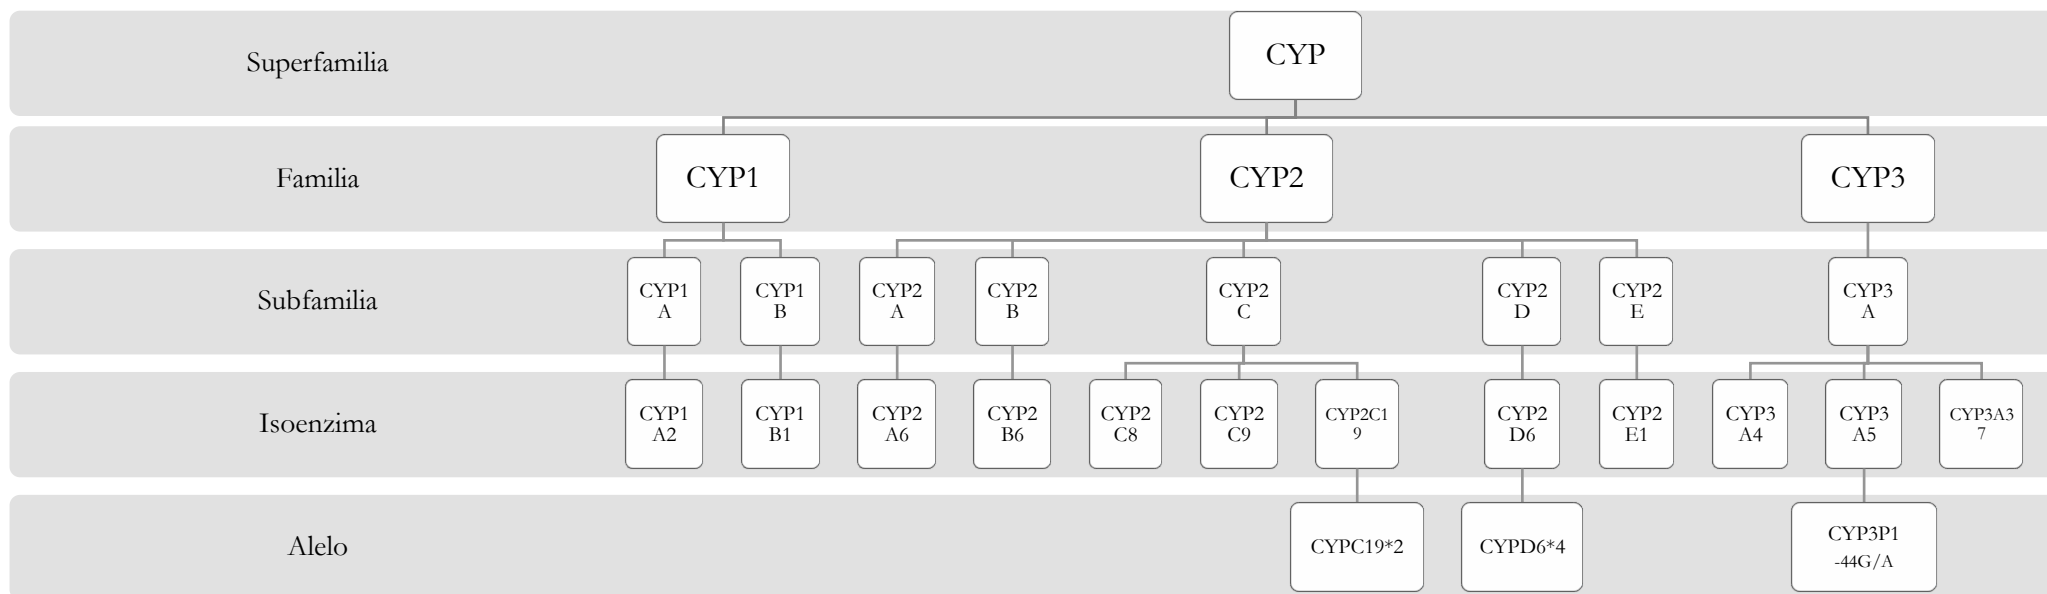 Superfamilia
CYP
Familia
CYP1
CYP2
CYP3
Subfamilia
CYP1
A
CYP1
B
CYP2
A
CYP2
B
CYP2
C
CYP2
D
CYP2
E
CYP3
A
Isoenzima
CYP1
A2
CYP1
B1
CYP2
A6
CYP2
B6
CYP2
C8
CYP2
C9
CYP2C1
9
CYP2
D6
CYP2
E1
CYP3
A4
CYP3
A5
CYP3A3
7
Alelo
CYPC19*2
CYPD6*4
CYP3P1
-44G/A